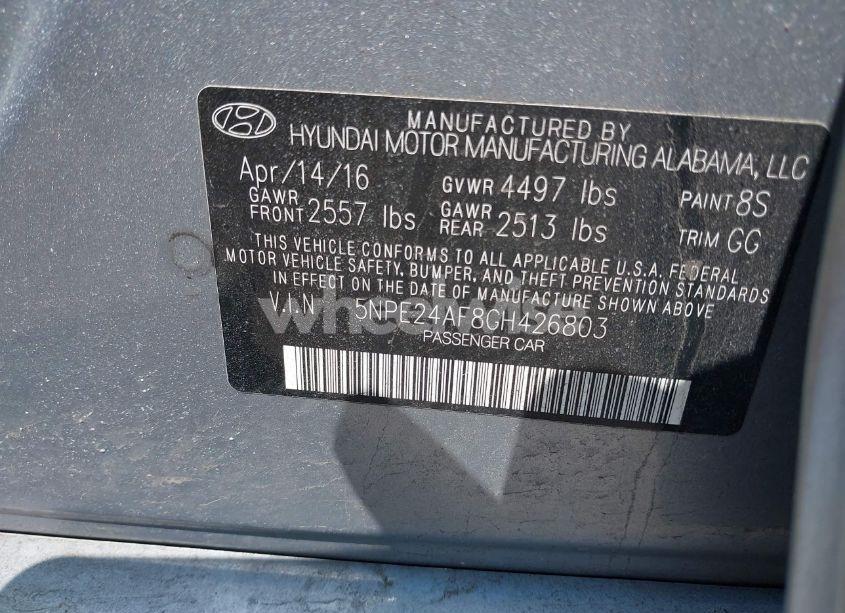 MANUFACTURED BY
HYUNDAI MOTOR MANUFACTURING ALABAMA, LLC
Apr/14/16 GVWR 4497 lbs PAINT 8S
GAWR FRONT 2557 lbs GAWR REAR 2513 lbs TRIM GG
THIS VEHICLE CONFORMS TO ALL APPLICABLE U.S.A. FEDERAL
MOTOR VEHICLE SAFETY, BUMPER, AND THEFT PREVENTION STANDARDS
IN EFFECT ON THE DATE OF MANUFACTURE SHOWN ABOVE
V.I.N 5NPE24AF8GH426803
PASSENGER CAR